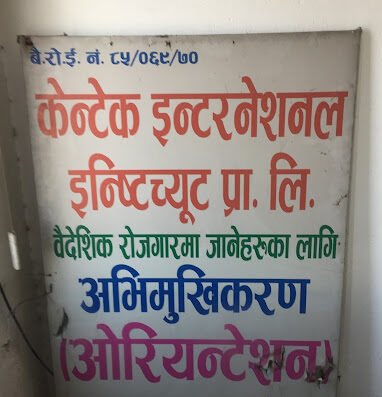 बै.रो.ई. नं. ८५/०६९/७०
केन्टेक इन्टरनेशनल
इन्ष्टिच्यूट प्रा. लि.
वैदेशिक रोजगारमा जानेहरुका लागि
अभिमुखिकरण
(ओरियन्टेशन)